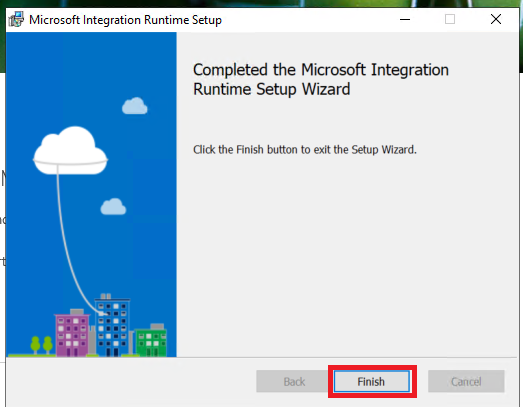 Microsoft Integration Runtime Setup
Completed the Microsoft Integration
Runtime Setup Wizard
Click the Finish button to exit the Setup Wizard.
Back
Finish
Cancel